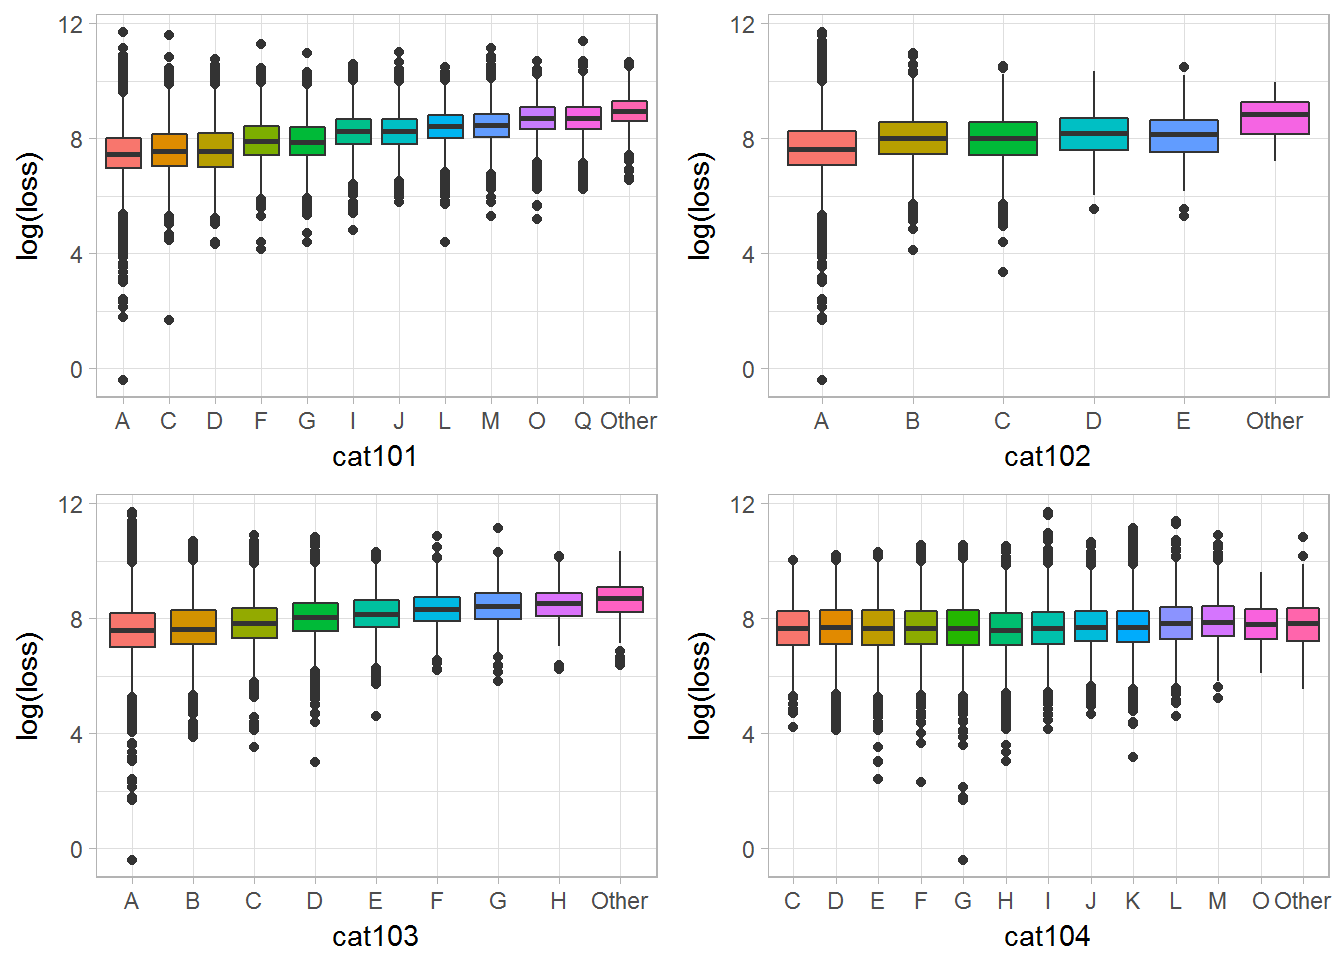 12
8
4
0
log(loss)
A C D F G I J L M O Q Other
cat101
12
8
4
0
log(loss)
A B C D E Other
cat102
12
8
4
0
log(loss)
A B C D E F G H Other
cat103
12
8
4
0
log(loss)
C D E F G H I J K L M O Other
cat104